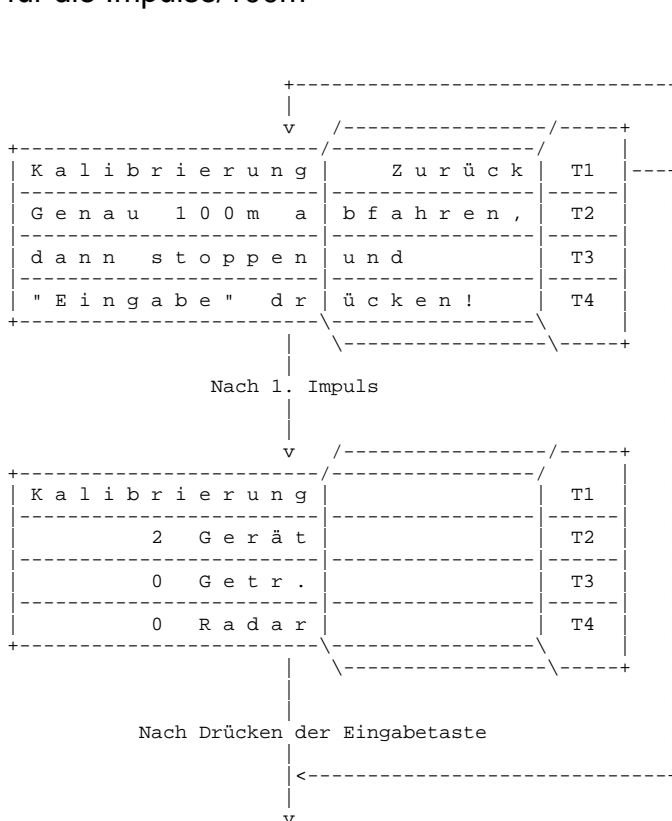 für die Impulse/100m
Kalibrierung Zurück T1
Genau 100m abfahren, T2
dann stoppen und T3
"Eingabe" drücken! T4
Nach 1. Impuls
v
Kalibrierung T1
2 Gerät T2
0 Getr. T3
0 Radar T4
Nach Drücken der Eingabetaste